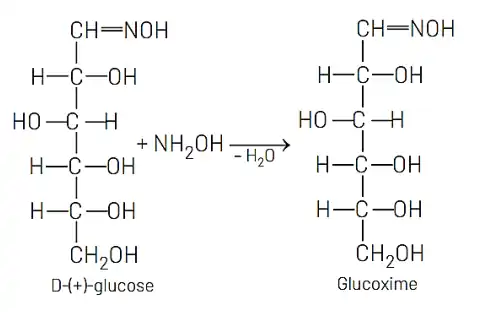 CH=NOH
H—C—OH
HO—C—H
H—C—OH
H—C—OH
CH₂OH
D-(+)-glucose
+ NH₂OH
–H₂O
CH=NOH
H—C—OH
HO—C—H
H—C—OH
H—C—OH
CH₂OH
Glucoxime